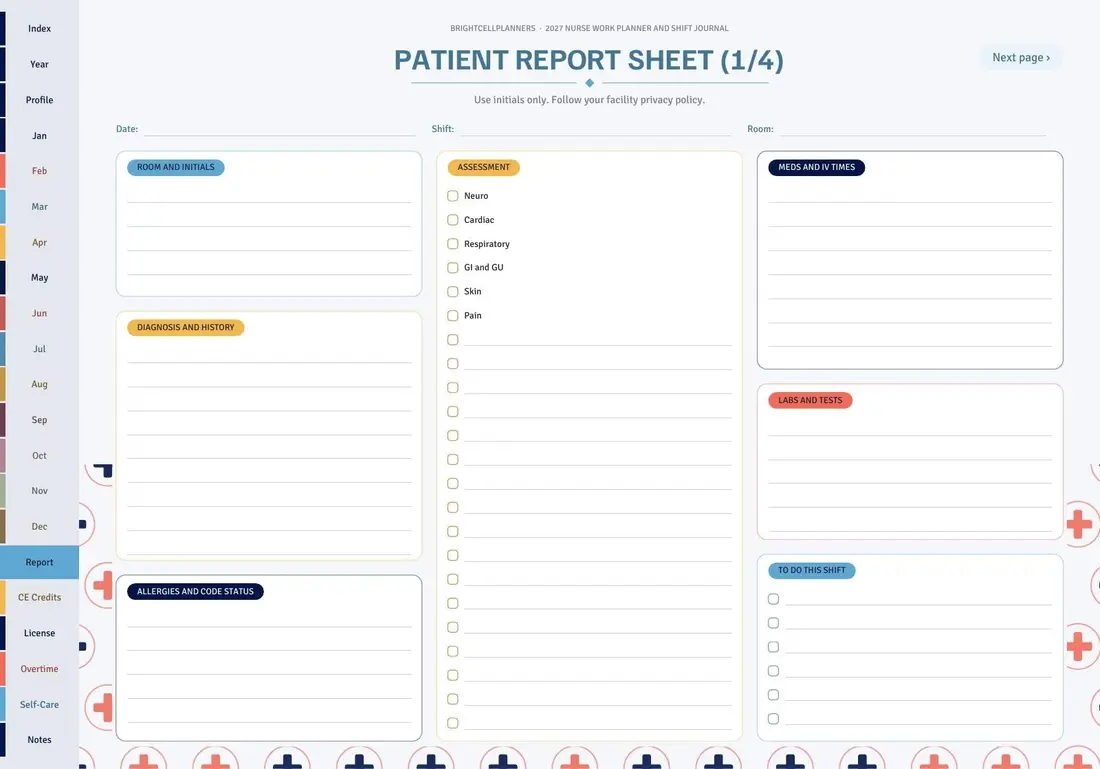 BRIGHTCELLPLANNERS · 2027 NURSE WORK PLANNER AND SHIFT JOURNAL
PATIENT REPORT SHEET (1/4)
Next page ›
Use initials only. Follow your facility privacy policy.
Index
Year
Profile
Jan
Feb
Mar
Apr
May
Jun
Jul
Aug
Sep
Oct
Nov
Dec
Report
CE Credits
License
Overtime
Self-Care
Notes
Date:
Shift:
Room:
ROOM AND INITIALS
DIAGNOSIS AND HISTORY
ALLERGIES AND CODE STATUS
ASSESSMENT
Neuro
Cardiac
Respiratory
GI and GU
Skin
Pain
MEDS AND IV TIMES
LABS AND TESTS
TO DO THIS SHIFT